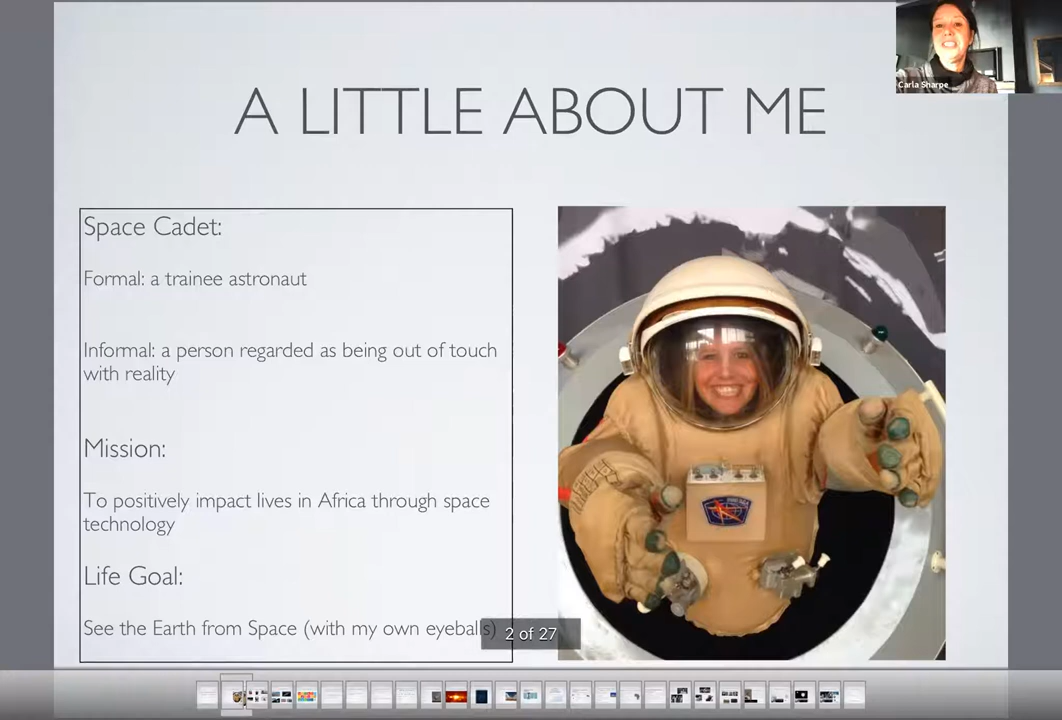 A LITTLE ABOUT ME
Carla Sharpe
Space Cadet:
Formal: a trainee astronaut
Informal: a person regarded as being out of touch
with reality
Mission:
To positively impact lives in Africa through space
technology
Life Goal:
See the Earth from Space (with my own eyeballs)
2 of 27